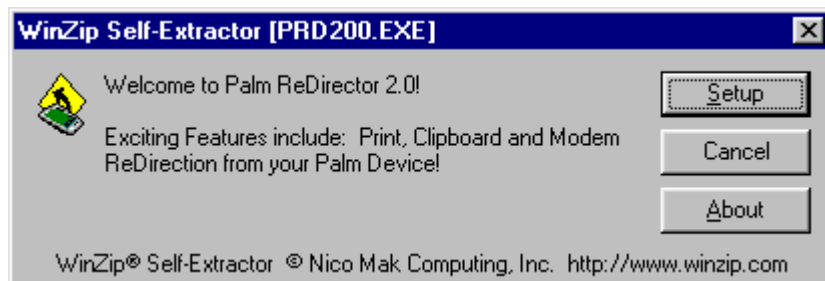 WinZip Self-Extractor [PRD200.EXE]
Welcome to Palm ReDirector 2.0!
Setup
Exciting Features include:  Print, Clipboard and Modem
ReDirection from your Palm Device!
Cancel
About
WinZip® Self-Extractor  © Nico Mak Computing, Inc.  http://www.winzip.com